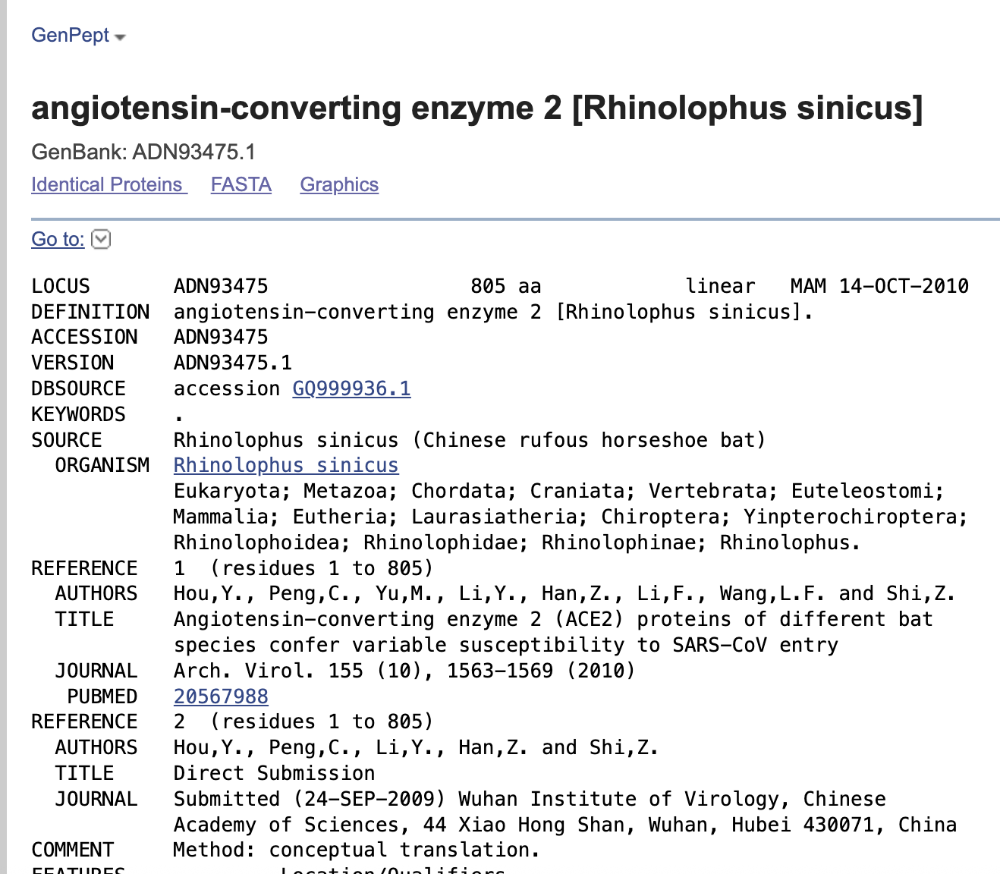 GenPept
angiotensin-converting enzyme 2 [Rhinolophus sinicus]
GenBank: ADN93475.1
Identical Proteins FASTA Graphics
Go to:
LOCUS ADN93475 805 aa linear MAM 14-OCT-2010
DEFINITION angiotensin-converting enzyme 2 [Rhinolophus sinicus].
ACCESSION ADN93475
VERSION ADN93475.1
DBSOURCE accession GQ999936.1
KEYWORDS .
SOURCE Rhinolophus sinicus (Chinese rufous horseshoe bat)
ORGANISM Rhinolophus sinicus
Eukaryota; Metazoa; Chordata; Craniata; Vertebrata; Euteleostomi;
Mammalia; Eutheria; Laurasiatheria; Chiroptera; Yinpterochiroptera;
Rhinolophoidea; Rhinolophidae; Rhinolophinae; Rhinolophus.
REFERENCE 1 (residues 1 to 805)
AUTHORS Hou,Y., Peng,C., Yu,M., Li,Y., Han,Z., Li,F., Wang,L.F. and Shi,Z.
TITLE Angiotensin-converting enzyme 2 (ACE2) proteins of different bat
species confer variable susceptibility to SARS-CoV entry
JOURNAL Arch. Virol. 155 (10), 1563-1569 (2010)
PUBMED 20567988
REFERENCE 2 (residues 1 to 805)
AUTHORS Hou,Y., Peng,C., Li,Y., Han,Z. and Shi,Z.
TITLE Direct Submission
JOURNAL Submitted (24-SEP-2009) Wuhan Institute of Virology, Chinese
Academy of Sciences, 44 Xiao Hong Shan, Wuhan, Hubei 430071, China
COMMENT Method: conceptual translation.
FEATURES Location/Qualifiers